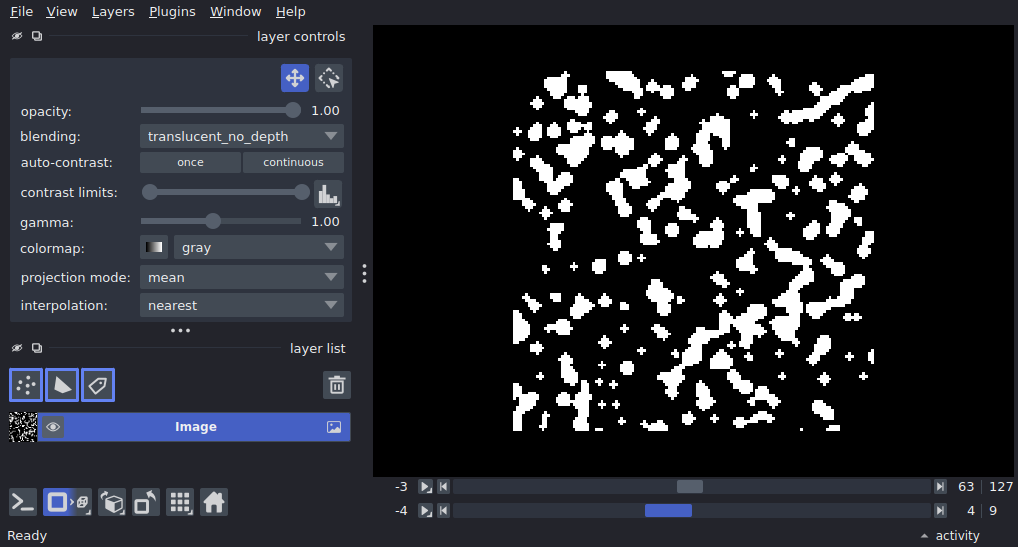 File View Layers Plugins Window Help
layer controls
opacity: 1.00
blending: translucent_no_depth
auto-contrast: once continuous
contrast limits:
gamma: 1.00
colormap: gray
projection mode: mean
interpolation: nearest
layer list
Image
-3 63 127
-4 4 9
Ready activity